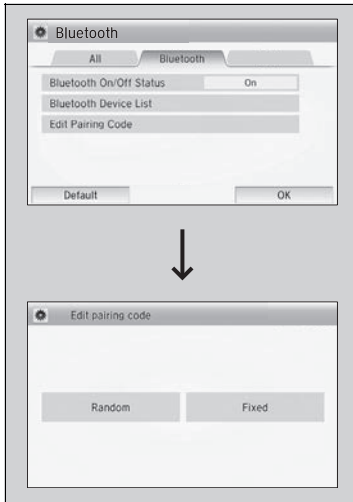 Bluetooth
All Bluetooth
Bluetooth On/Off Status On
Bluetooth Device List
Edit Pairing Code
Default OK
Edit pairing code
Random Fixed